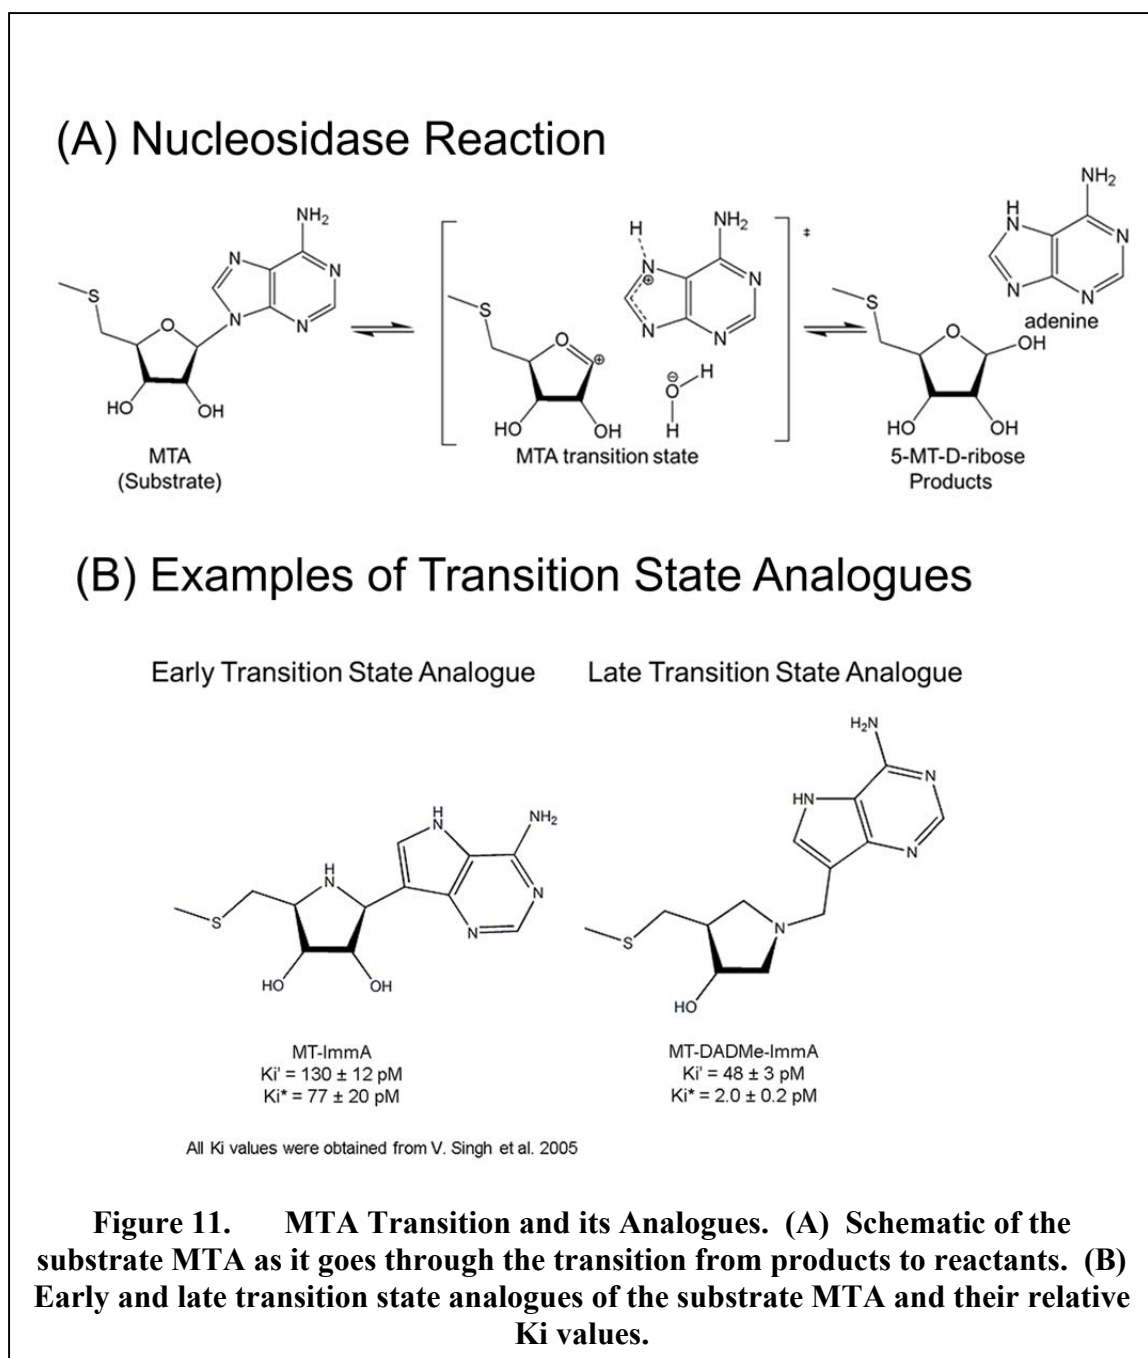 (A) Nucleosidase Reaction
NH₂
N
N
N
N
S
O
HO
OH
MTA
(Substrate)
H
NH₂
N
⊕
N
N
N
S
O
⊕
HO
OH
⊖
O
H
H
‡
MTA transition state
NH₂
H
N
N
N
N
adenine
S
O
OH
HO
OH
5-MT-D-ribose
Products
(B) Examples of Transition State Analogues
Early Transition State Analogue
Late Transition State Analogue
H
N
NH₂
N
N
H
N
S
HO
OH
MT-ImmA
Ki' = 130 ± 12 pM
Ki* = 77 ± 20 pM
H₂N
HN
N
N
N
S
HO
MT-DADMe-ImmA
Ki' = 48 ± 3 pM
Ki* = 2.0 ± 0.2 pM
All Ki values were obtained from V. Singh et al. 2005
Figure 11. MTA Transition and its Analogues. (A) Schematic of the
substrate MTA as it goes through the transition from products to reactants. (B)
Early and late transition state analogues of the substrate MTA and their relative
Ki values.